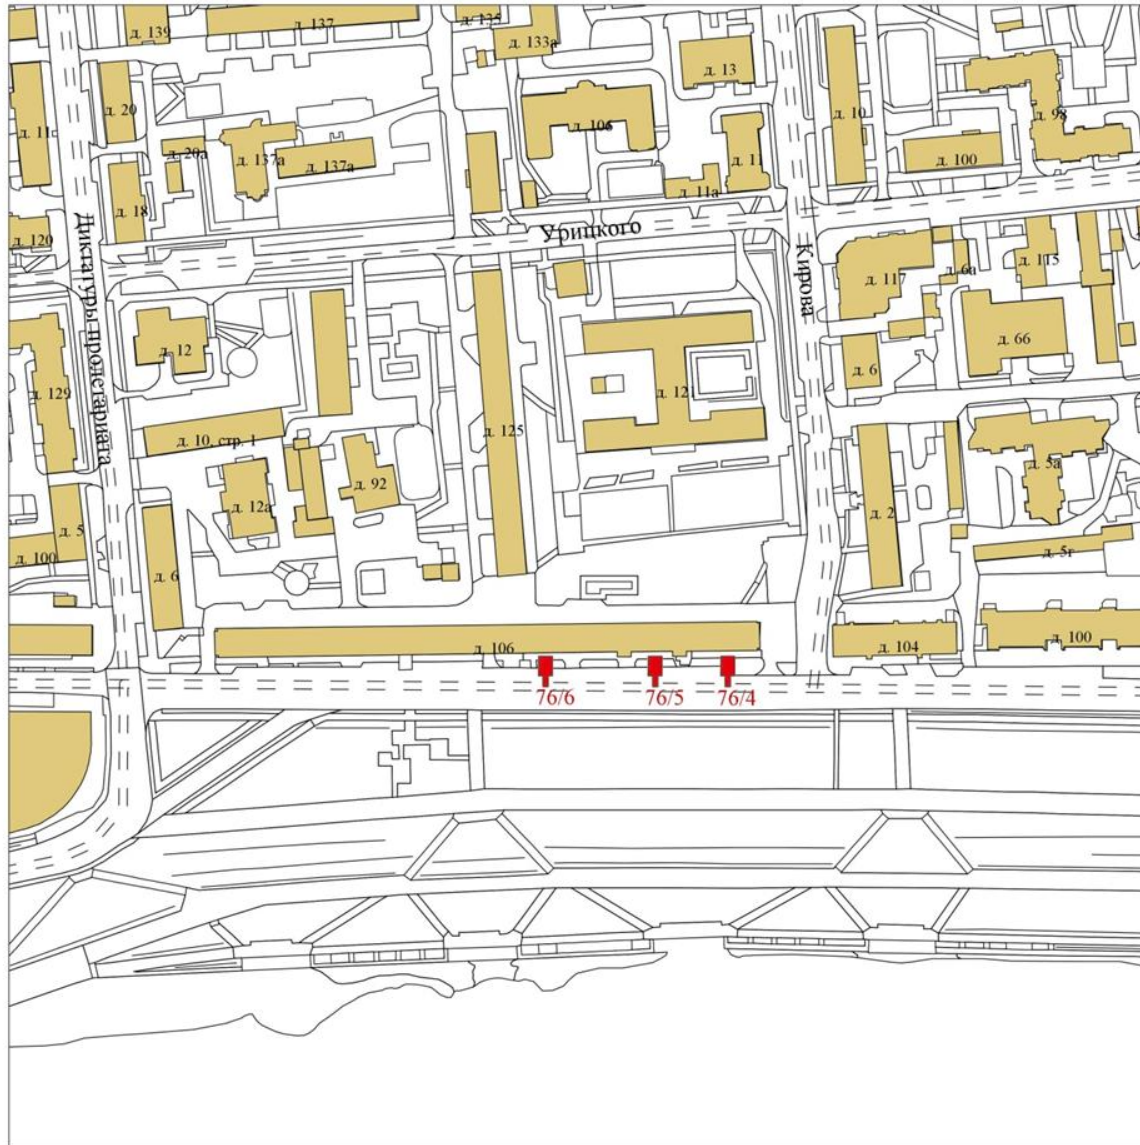 д. 139
д. 137
д. 135
д. 133а
д. 13
д. 11
д. 20
д. 10
д. 98
д. 106
д. 20а
д. 137а
д. 137а
д. 11
д. 100
д. 11а
д. 18
Урицкого
д. 120
Диктатуры пролетариата
Кирова
д. 117
д. 6а
д. 115
д. 12
д. 66
д. 6
д. 129
д. 121
д. 10, стр. 1
д. 125
д. 5а
д. 92
д. 12а
д. 2
д. 5
д. 100
д. 5г
д. 6
д. 106
д. 104
д. 100
76/6
76/5
76/4